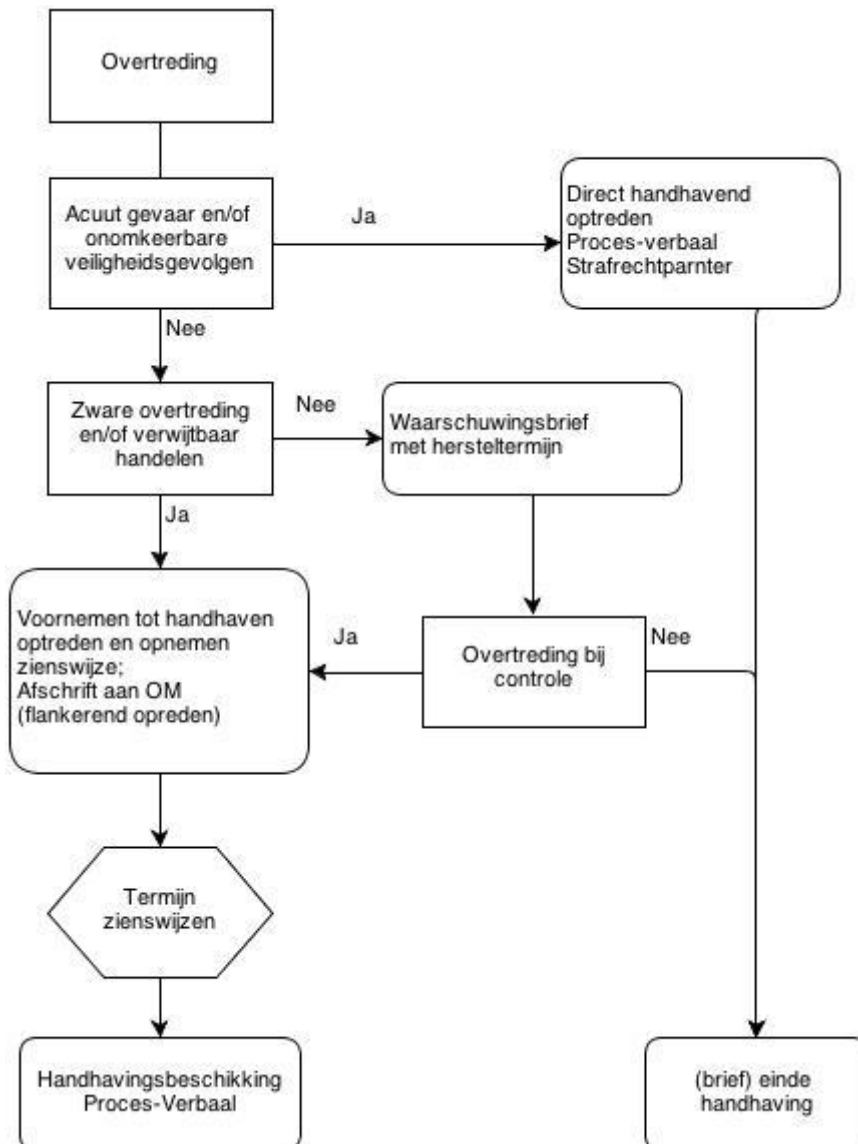 Overtreding
Acuut gevaar en/of
onomkeerbare
veiligheidsgevolgen
Ja
Direct handhavend
optreden
Proces-verbaal
Strafrechtparnter
Nee
Zware overtreding
en/of verwijtbaar
handelen
Nee
Waarschuwingsbrief
met hersteltermijn
Ja
Voornemen tot handhaven
optreden en opnemen
zienswijze;
Afschrift aan OM
(flankerend opreden)
Ja
Overtreding bij
controle
Nee
Termijn
zienswijzen
Handhavingsbeschikking
Proces-Verbaal
(brief) einde
handhaving